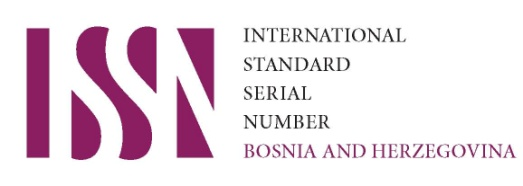 ISSN
INTERNATIONAL
STANDARD
SERIAL
NUMBER
BOSNIA AND HERZEGOVINA